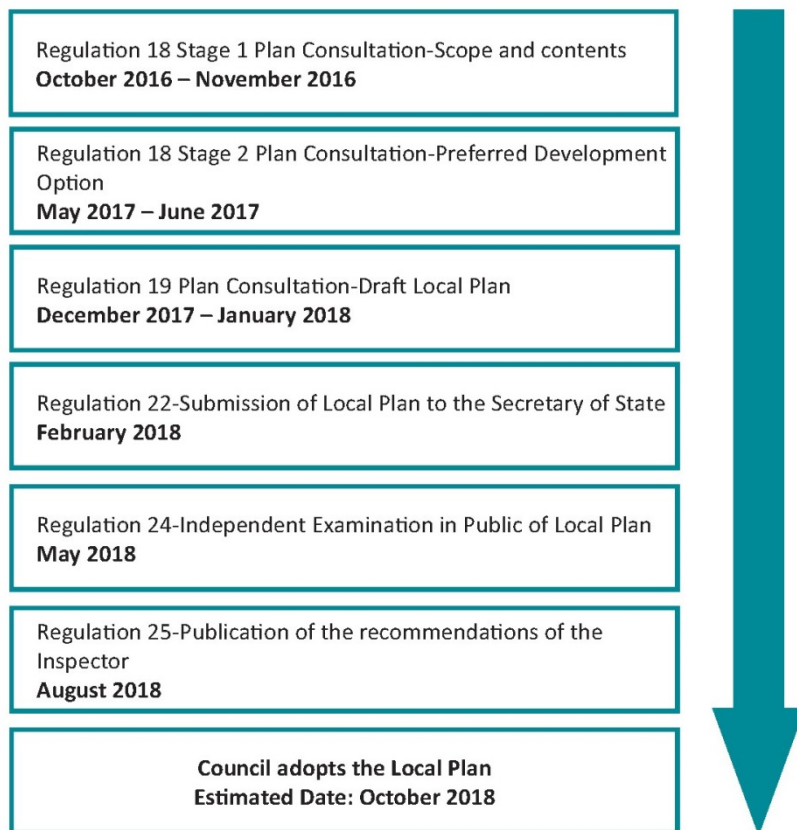 Regulation 18 Stage 1 Plan Consultation-Scope and contents
October 2016 – November 2016
Regulation 18 Stage 2 Plan Consultation-Preferred Development
Option
May 2017 – June 2017
Regulation 19 Plan Consultation-Draft Local Plan
December 2017 – January 2018
Regulation 22-Submission of Local Plan to the Secretary of State
February 2018
Regulation 24-Independent Examination in Public of Local Plan
May 2018
Regulation 25-Publication of the recommendations of the
Inspector
August 2018
Council adopts the Local Plan
Estimated Date: October 2018